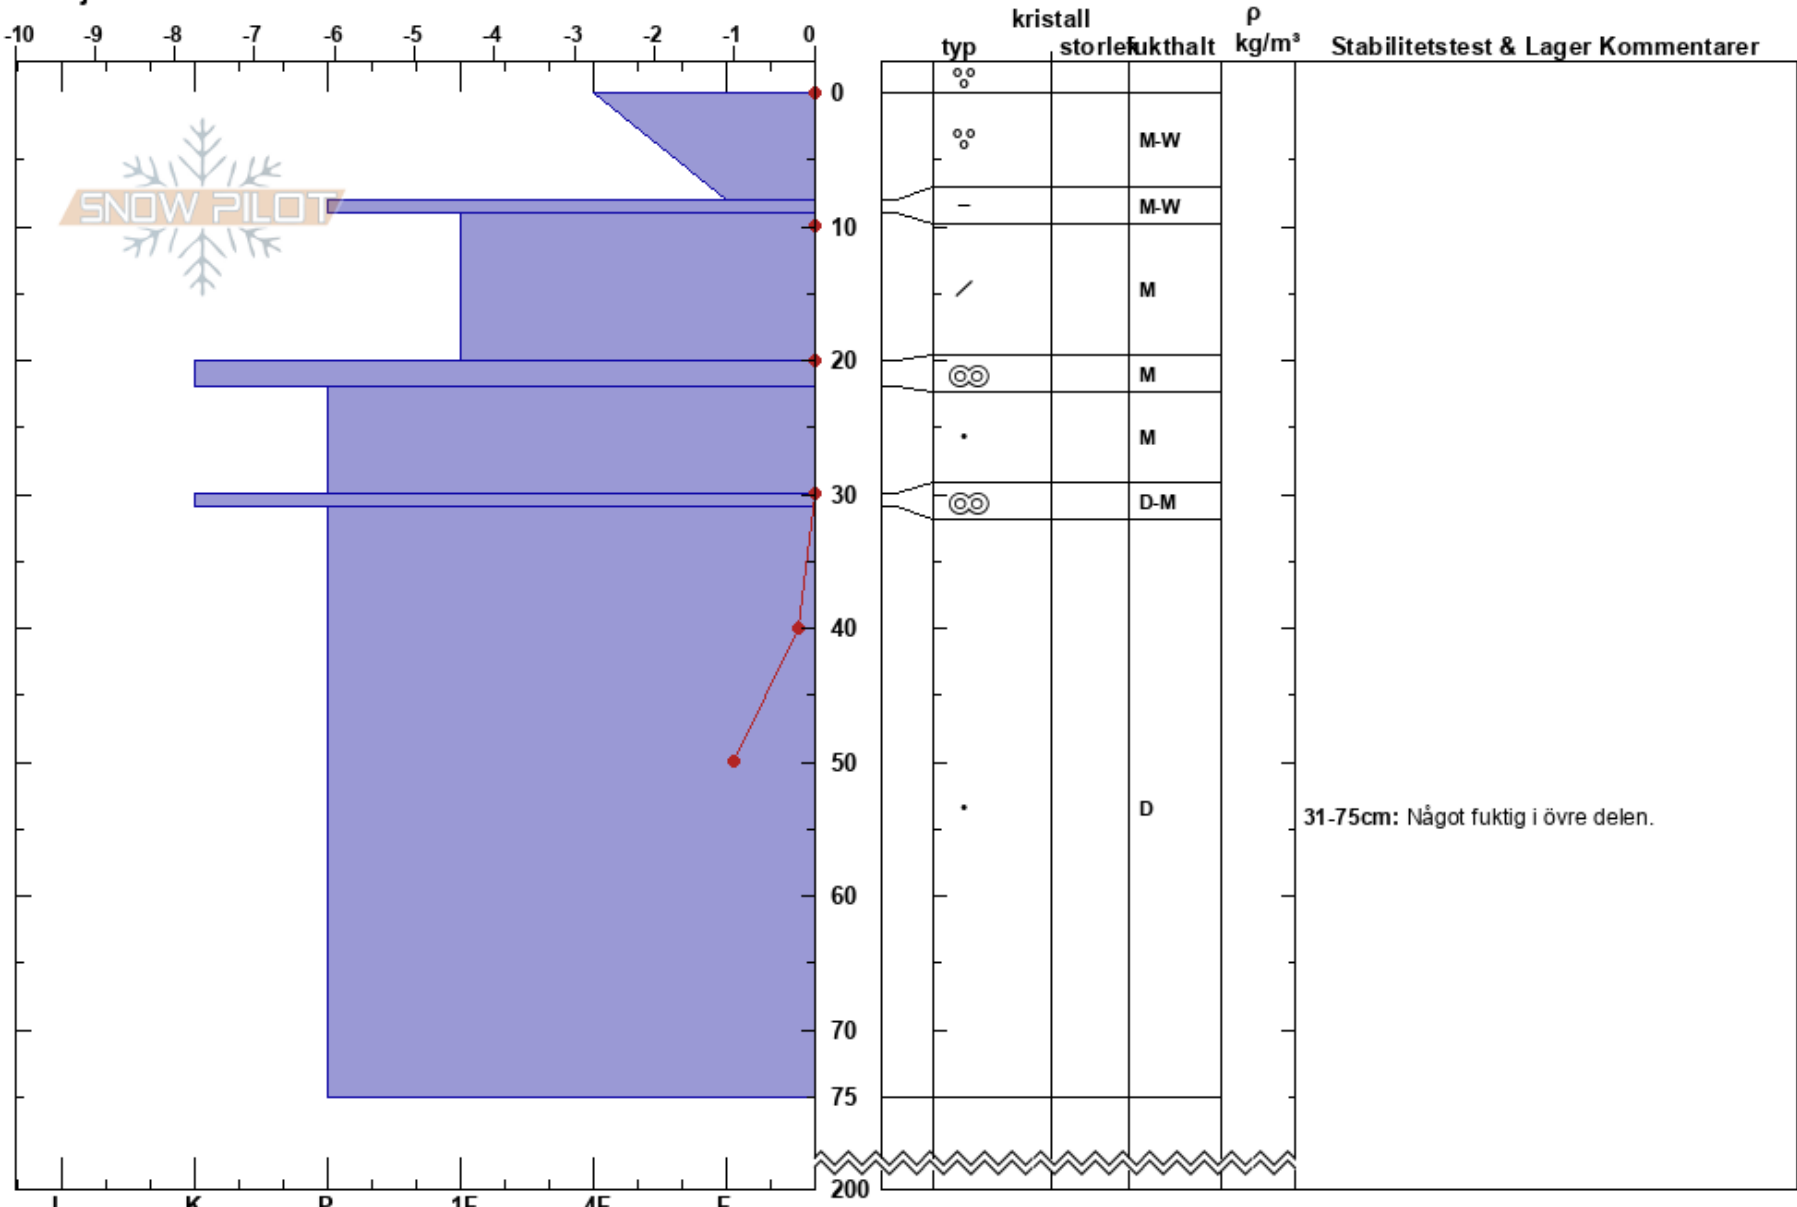 kristall ρ
-10 -9 -8 -7 -6 -5 -4 -3 -2 -1 0 typ storlek fukthalt kg/m³ Stabilitetstest & Lager Kommentarer
0
M-W
SNOW PILOT M-W
10
M
20
M
M
30
D-M
40
50
D 31-75cm: Något fuktig i övre delen.
60
70
75
200
I K P 1F 4F F